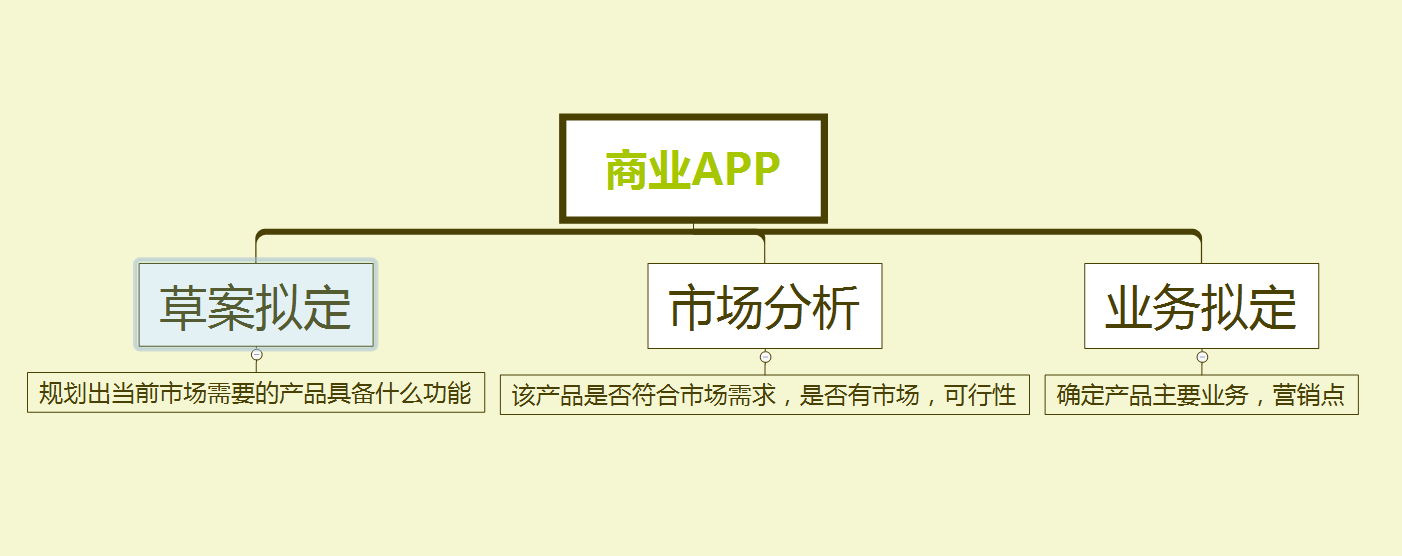 商业APP
草案拟定
市场分析
业务拟定
规划出当前市场需要的产品具备什么功能
该产品是否符合市场需求，是否有市场，可行性
确定产品主要业务，营销点